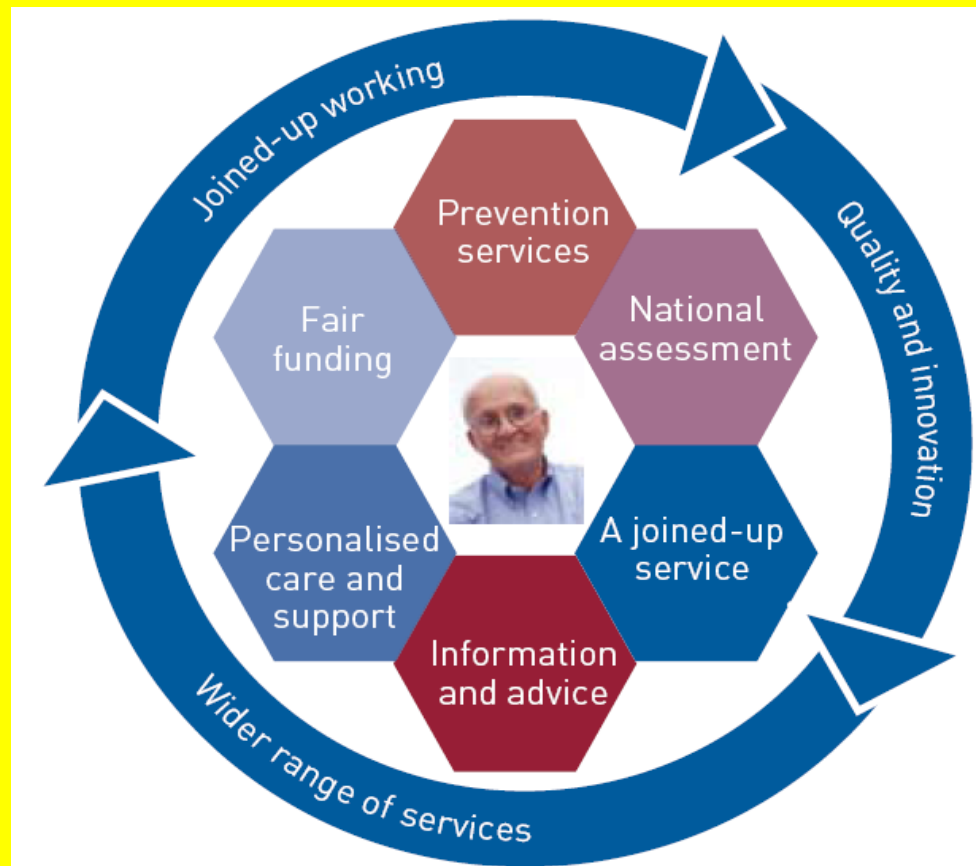 Joined-up working
Quality and innovation
Wider range of services
Prevention
services
National
assessment
A joined-up
service
Information
and advice
Personalised
care and
support
Fair
funding